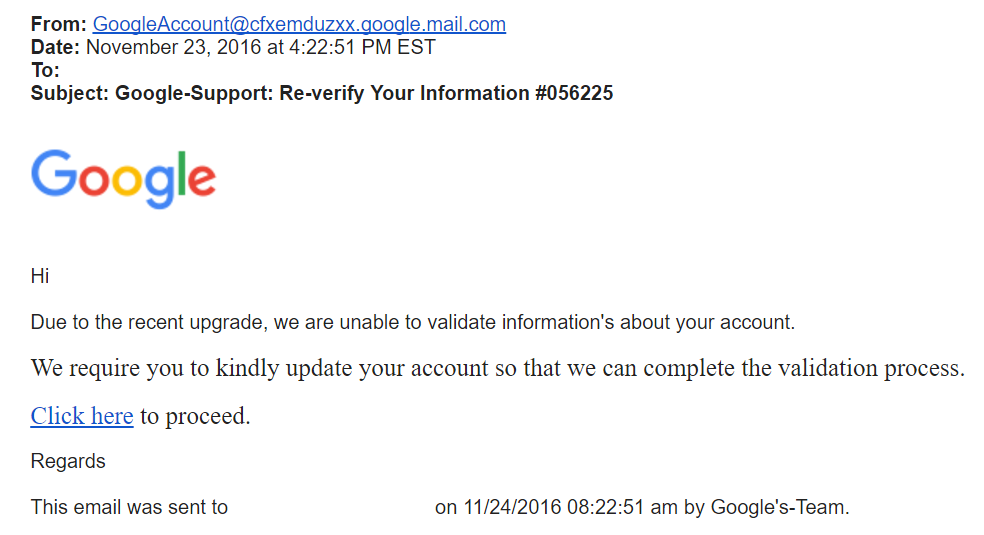 From: GoogleAccount@cfxemduzxx.google.mail.com
Date: November 23, 2016 at 4:22:51 PM EST
To:
Subject: Google-Support: Re-verify Your Information #056225
Google
Hi
Due to the recent upgrade, we are unable to validate information's about your account.
We require you to kindly update your account so that we can complete the validation process.
Click here to proceed.
Regards
This email was sent to on 11/24/2016 08:22:51 am by Google's-Team.